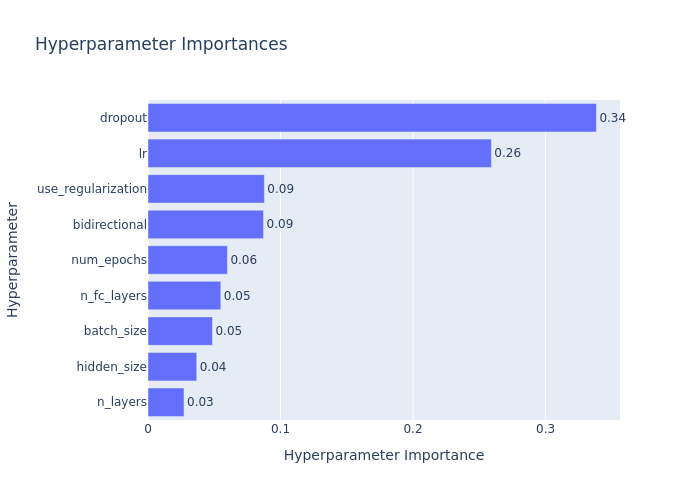 Hyperparameter Importances
Hyperparameter
dropout 0.34
lr 0.26
use_regularization 0.09
bidirectional 0.09
num_epochs 0.06
n_fc_layers 0.05
batch_size 0.05
hidden_size 0.04
n_layers 0.03
0 0.1 0.2 0.3
Hyperparameter Importance